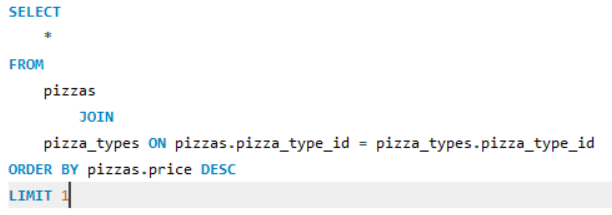 SELECT
*
FROM
pizzas
JOIN
pizza_types ON pizzas.pizza_type_id = pizza_types.pizza_type_id
ORDER BY pizzas.price DESC
LIMIT 1